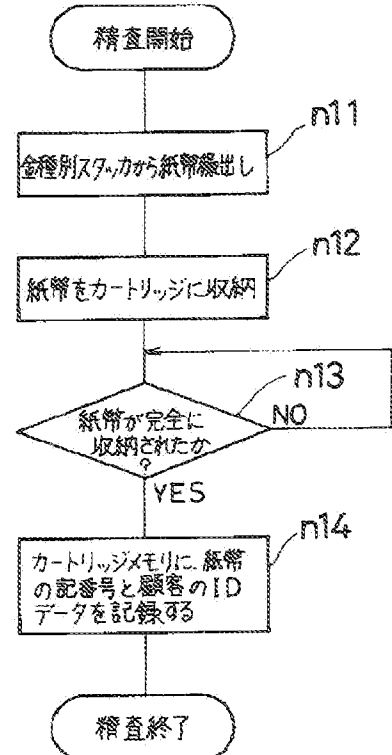 精査開始
n11
金種別スタッカから紙幣繰出し
n12
紙幣をカートリッジに収納
n13
紙幣が完全に
収納されたか
?
NO
YES
n14
カートリッジメモリに、紙幣
の記番号と顧客のID
データを記録する
精査終了